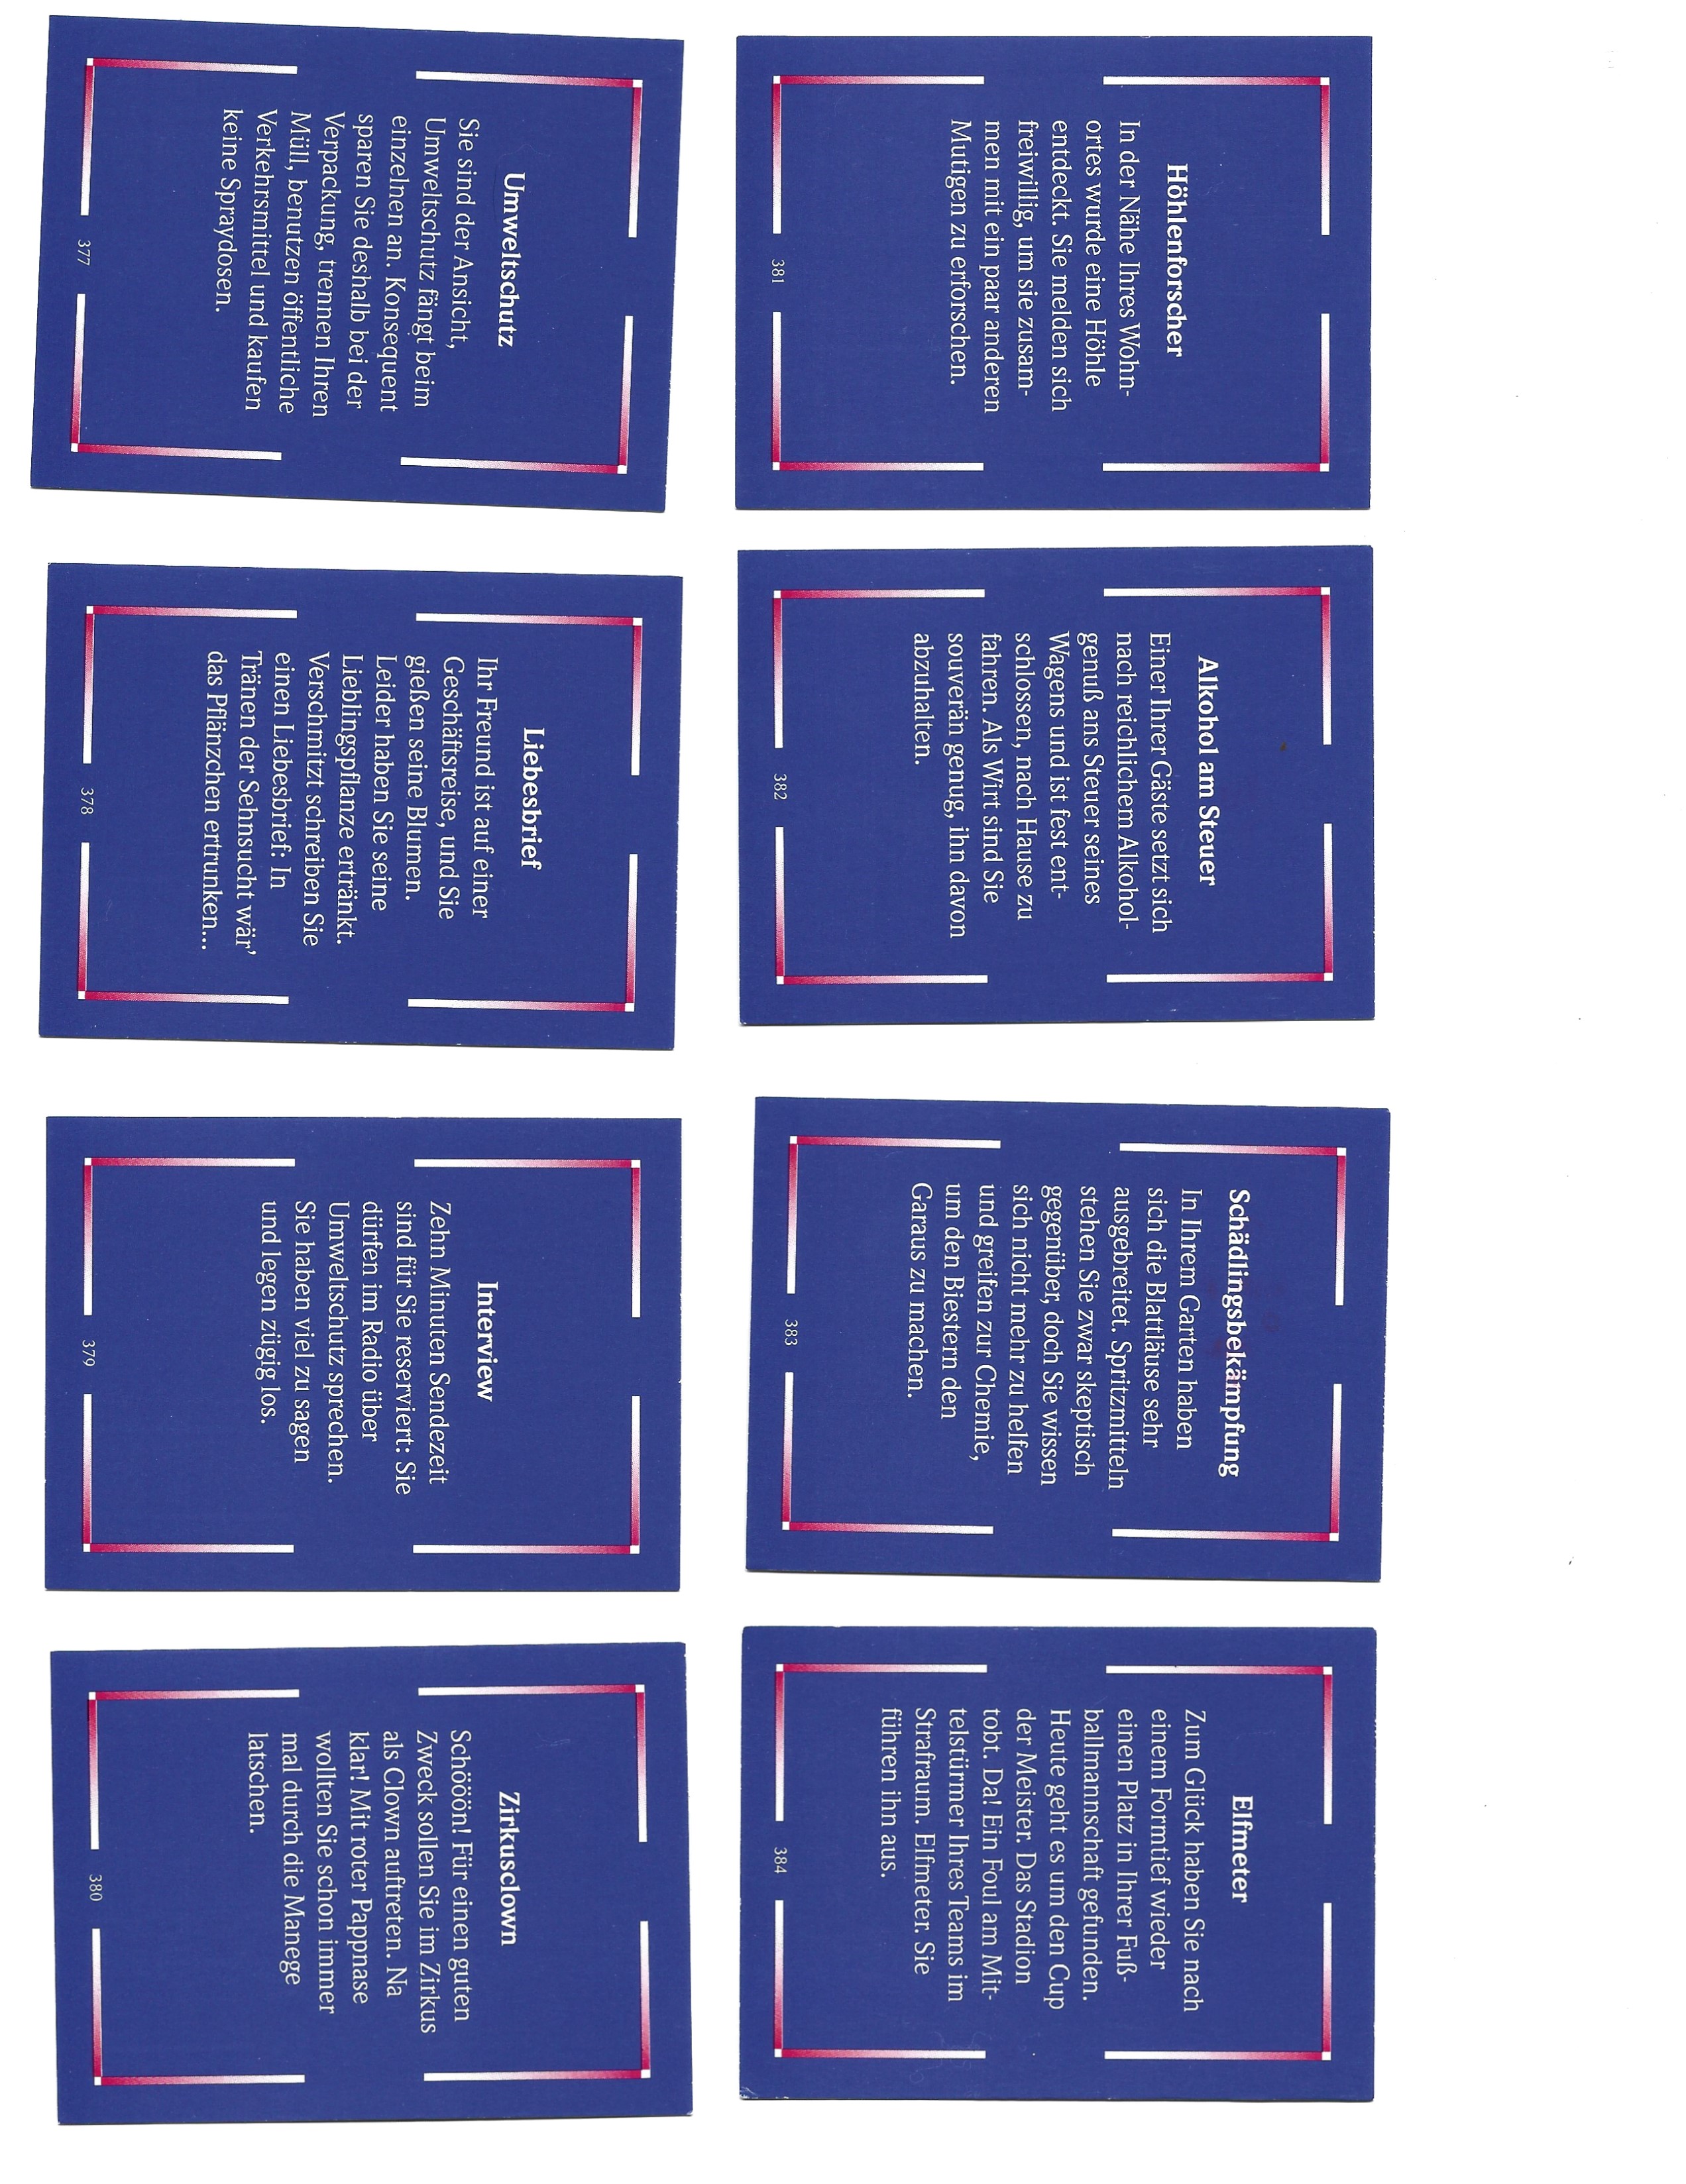 Umweltschutz
Sie sind der Ansicht,
Umweltschutz fängt beim
einzelnen an. Konsequent
sparen Sie deshalb bei der
Verpackung, trennen Ihren
Müll, benutzen öffentliche
Verkehrsmittel und kaufen
keine Spraydosen.
377
Liebesbrief
Ihr Freund ist auf einer
Geschäftsreise, und Sie
gießen seine Blumen.
Leider haben Sie seine
Lieblingspflanze ertränkt.
Verschmitzt schreiben Sie
einen Liebesbrief: In
Tränen der Sehnsucht wär'
das Pflänzchen ertrunken...
378
Interview
Zehn Minuten Sendezeit
sind für Sie reserviert: Sie
dürfen im Radio über
Umweltschutz sprechen.
Sie haben viel zu sagen
und legen zügig los.
379
Zirkusclown
Schööön! Für einen guten
Zweck sollen Sie im Zirkus
als Clown auftreten. Na
klar! Mit roter Pappnase
wollten Sie schon immer
mal durch die Manege
latschen.
380
Höhlenforscher
In der Nähe Ihres Wohn-
ortes wurde eine Höhle
entdeckt. Sie melden sich
freiwillig, um sie zusam-
men mit ein paar anderen
Mutigen zu erforschen.
381
Alkohol am Steuer
Einer Ihrer Gäste setzt sich
nach reichlichem Alkohol-
genuß ans Steuer seines
Wagens und ist fest ent-
schlossen, nach Hause zu
fahren. Als Wirt sind Sie
souverän genug, ihn davon
abzuhalten.
382
Schädlingsbekämpfung
In Ihrem Garten haben
sich die Blattläuse sehr
ausgebreitet. Spritzmitteln
stehen Sie zwar skeptisch
gegenüber, doch Sie wissen
sich nicht mehr zu helfen
und greifen zur Chemie,
um den Biestern den
Garaus zu machen.
383
Elfmeter
Zum Glück haben Sie nach
einem Formtief wieder
einen Platz in Ihrer Fuß-
ballmannschaft gefunden.
Heute geht es um den Cup
der Meister. Das Stadion
tobt. Da! Ein Foul am Mit-
telstürmer Ihres Teams im
Strafraum. Elfmeter. Sie
führen ihn aus.
384